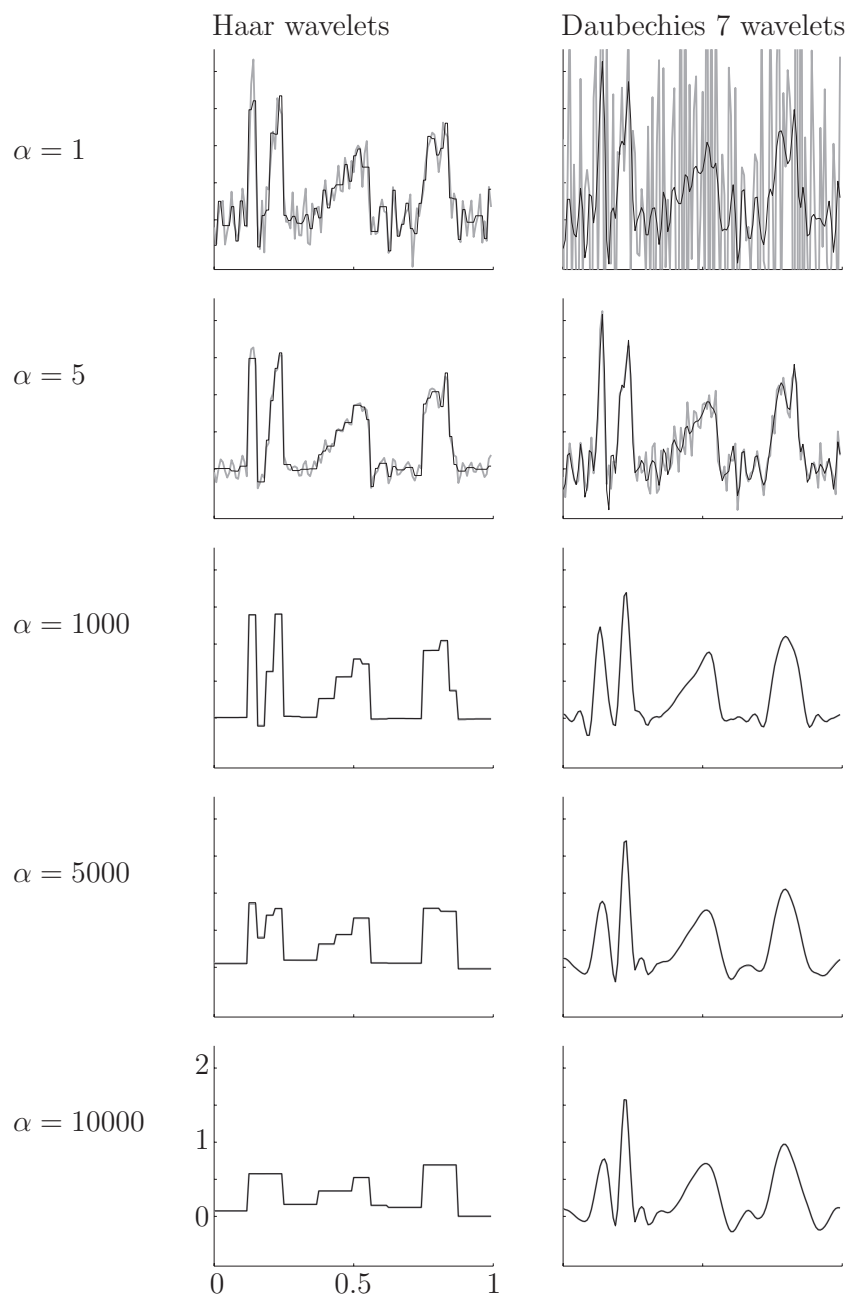 Haar wavelets
Daubechies 7 wavelets
α = 1
α = 5
α = 1000
α = 5000
α = 10000
2
1
0
0
0.5
1